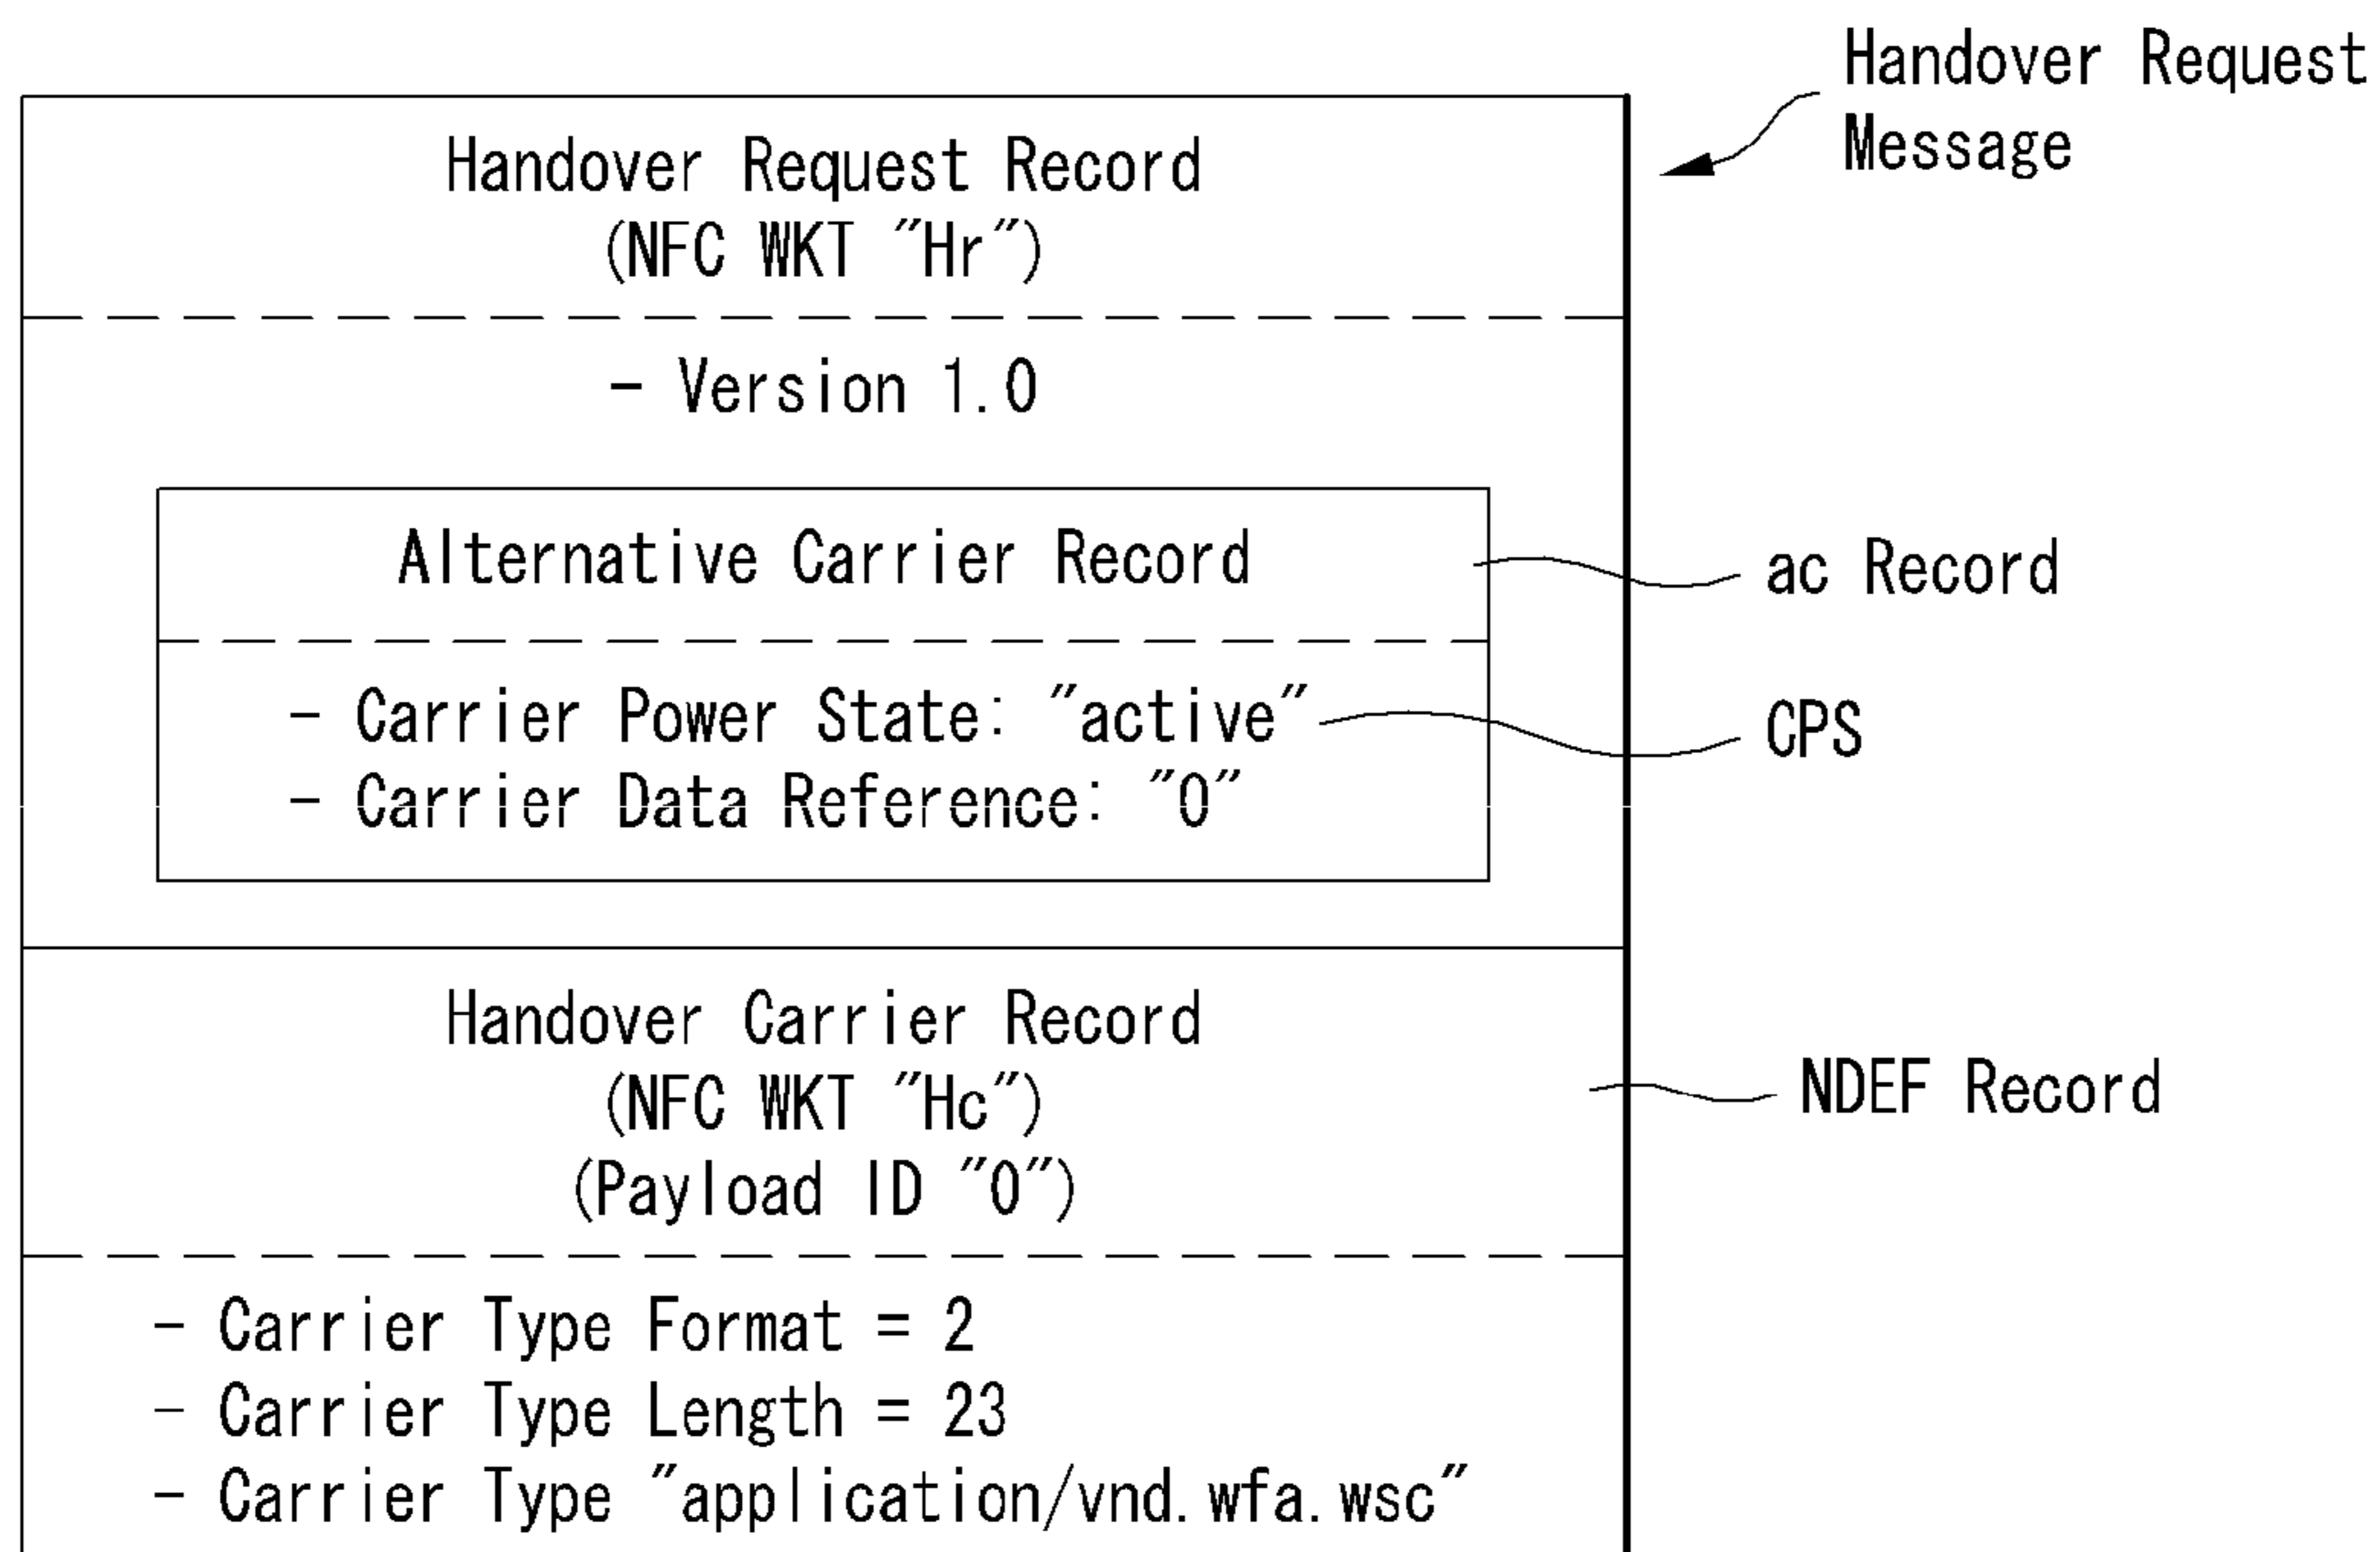 Handover Request
Message
Handover Request Record
(NFC WKT "Hr")
- Version 1.0
Alternative Carrier Record
ac Record
- Carrier Power State: "active"
CPS
- Carrier Data Reference: "0"
Handover Carrier Record
(NFC WKT "Hc")
NDEF Record
(Payload ID "0")
- Carrier Type Format = 2
- Carrier Type Length = 23
- Carrier Type "application/vnd.wfa.wsc"